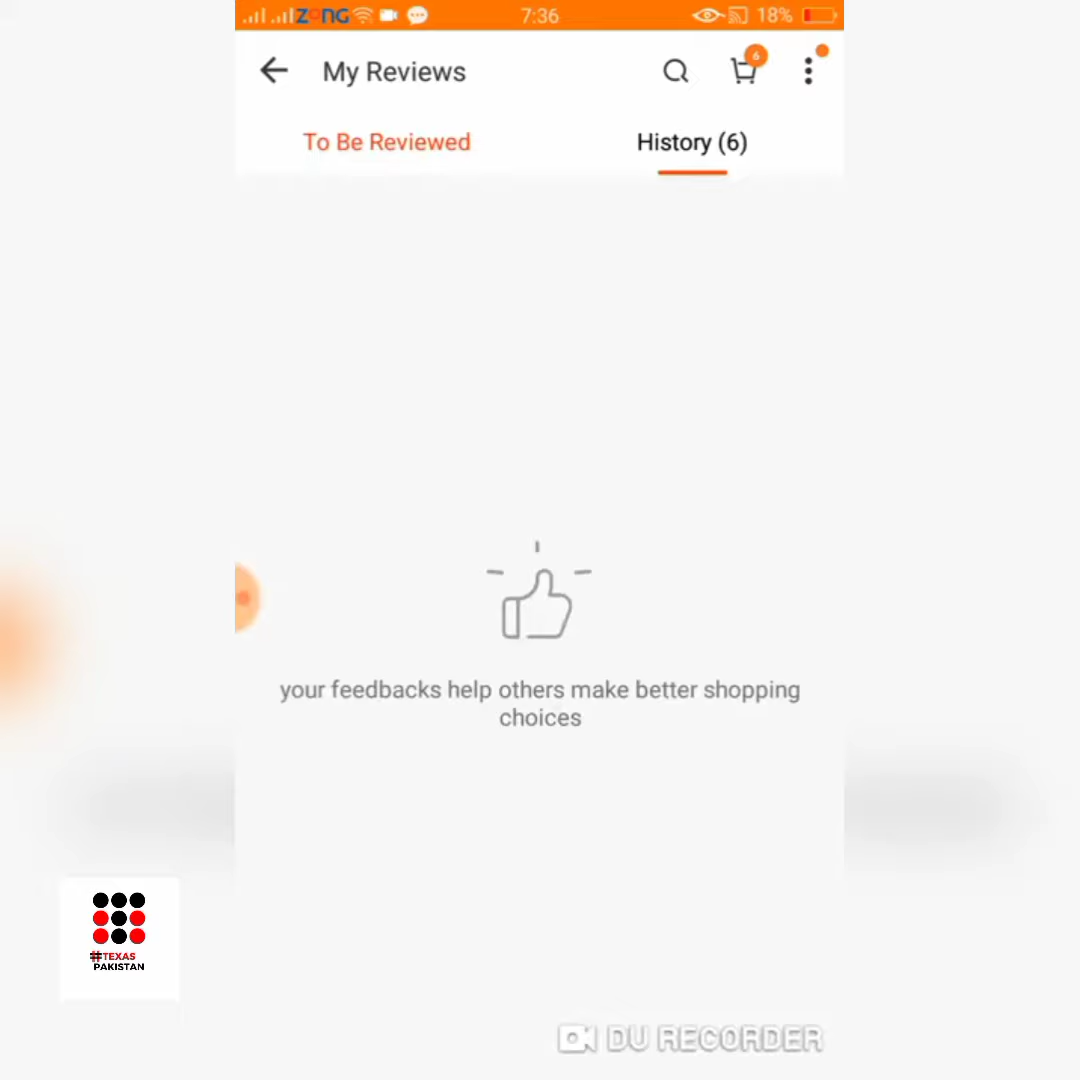 ZONG 7:36 18%
My Reviews 6
To Be Reviewed History (6)
your feedbacks help others make better shopping
choices
#TEXAS
PAKISTAN
DU RECORDER